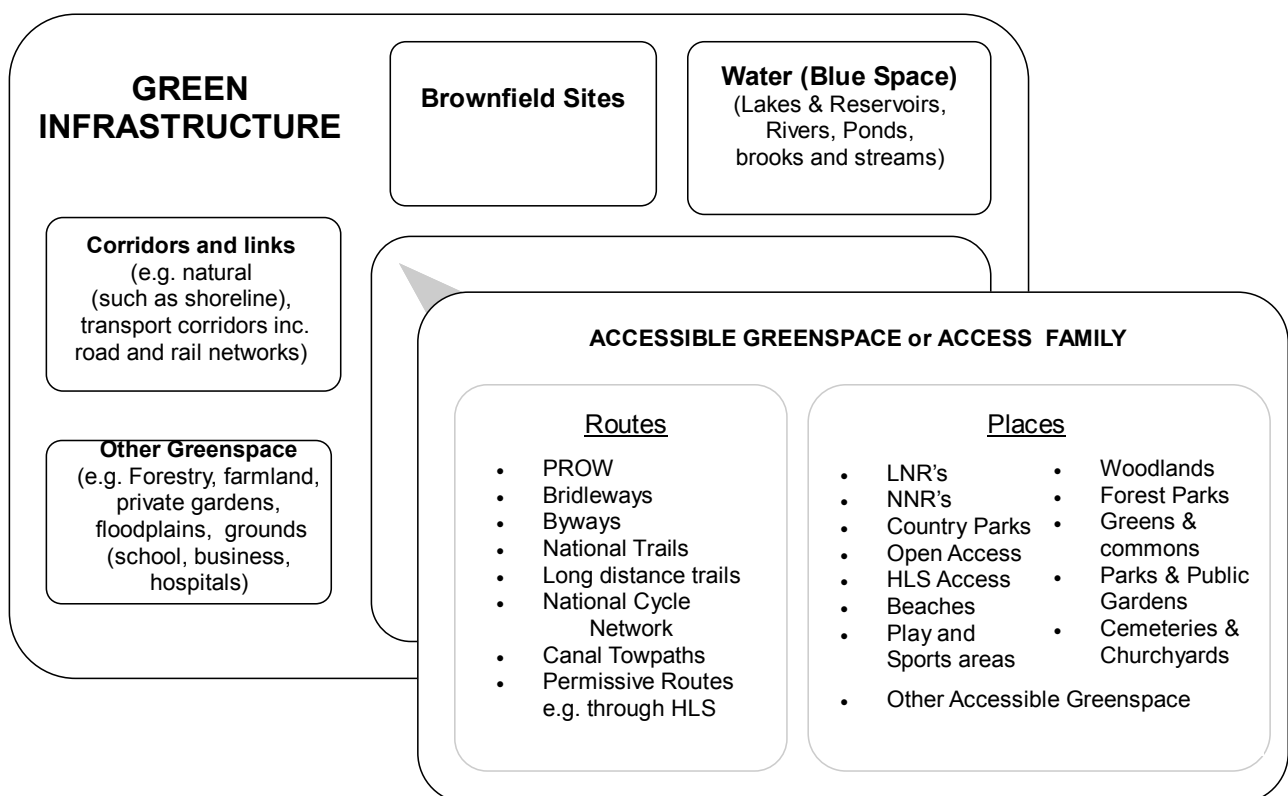 GREEN
INFRASTRUCTURE
Brownfield Sites
Water (Blue Space)
(Lakes & Reservoirs,
Rivers, Ponds,
brooks and streams)
Corridors and links
(e.g. natural
(such as shoreline),
transport corridors inc.
road and rail networks)
Other Greenspace
(e.g. Forestry, farmland,
private gardens,
floodplains, grounds
(school, business,
hospitals)
ACCESSIBLE GREENSPACE or ACCESS FAMILY
Routes
• PROW
• Bridleways
• Byways
• National Trails
• Long distance trails
• National Cycle
Network
• Canal Towpaths
• Permissive Routes
e.g. through HLS
Places
• LNR's
• NNR's
• Country Parks
• Open Access
• HLS Access
• Beaches
• Play and
Sports areas
• Woodlands
• Forest Parks
• Greens &
commons
• Parks & Public
Gardens
• Cemeteries &
Churchyards
• Other Accessible Greenspace